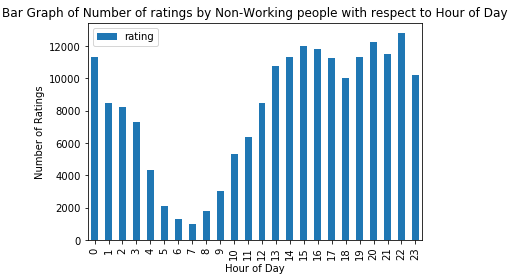 Bar Graph of Number of ratings by Non-Working people with respect to Hour of Day
rating
12000
10000
8000
6000
4000
2000
0
Number of Ratings
0 1 2 3 4 5 6 7 8 9 10 11 12 13 14 15 16 17 18 19 20 21 22 23
Hour of Day